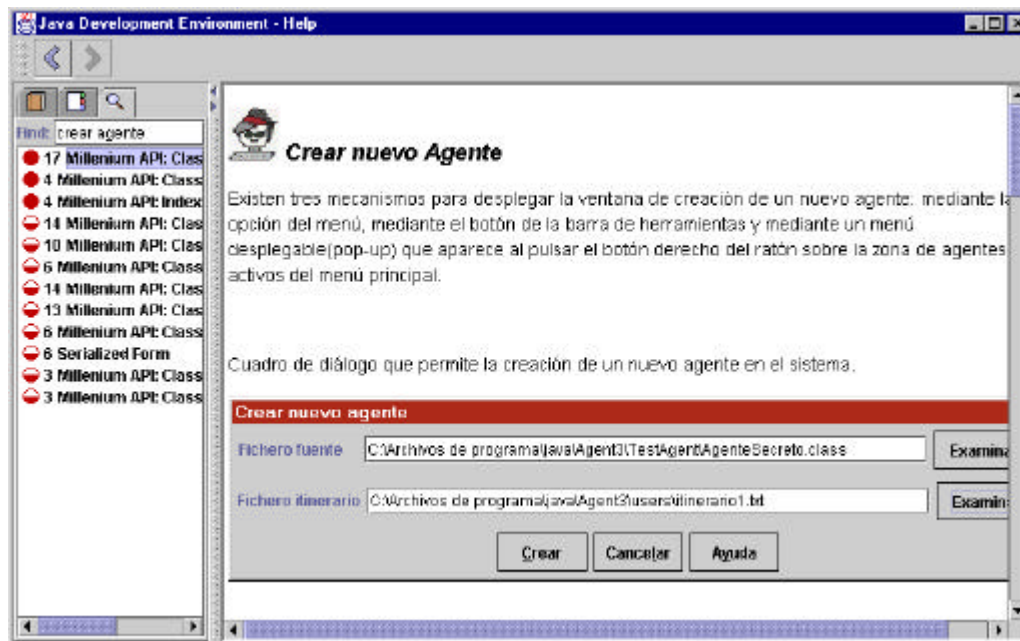 Java Development Environment - Help
Find: crear agente
17 Millenium API: Clas
4 Millenium API: Class
4 Millenium API: Index
14 Millenium API: Clas
10 Millenium API: Clas
6 Millenium API: Class
14 Millenium API: Clas
13 Millenium API: Clas
6 Millenium API: Class
6 Serialized Form
3 Millenium API: Class
3 Millenium API: Class
Crear nuevo Agente
Existen tres mecanismos para desplegar la ventana de creación de un nuevo agente: mediante la
opción del menú, mediante el botón de la barra de herramientas y mediante un menú
desplegable(pop-up) que aparece al pulsar el botón derecho del ratón sobre la zona de agentes
activos del menú principal.
Cuadro de diálogo que permite la creación de un nuevo agente en el sistema.
Crear nuevo agente
Fichero fuente C:\Archivos de programa\java\Agent3\TestAgent\AgenteSecreto.class Examina
Fichero itinerario C:\Archivos de programa\java\Agent3\users\itinerario1.txt Examin
Crear Cancelar Ayuda